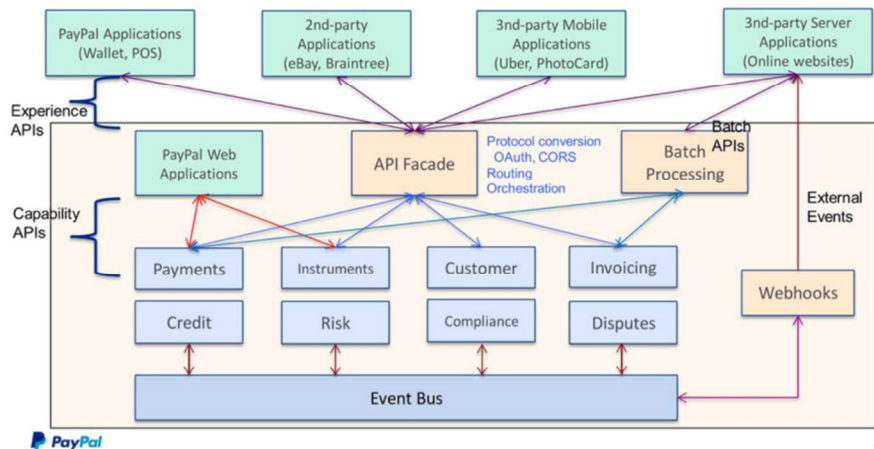 PayPal Applications
(Wallet, POS)
2nd-party
Applications
(eBay, Braintree)
3nd-party Mobile
Applications
(Uber, PhotoCard)
3nd-party Server
Applications
(Online websites)
Experience
APIs
Batch
APIs
PayPal Web
Applications
API Facade
Protocol conversion
OAuth, CORS
Routing
Orchestration
Batch
Processing
External
Events
Capability
APIs
Payments
Instruments
Customer
Invoicing
Webhooks
Credit
Risk
Compliance
Disputes
Event Bus
PayPal